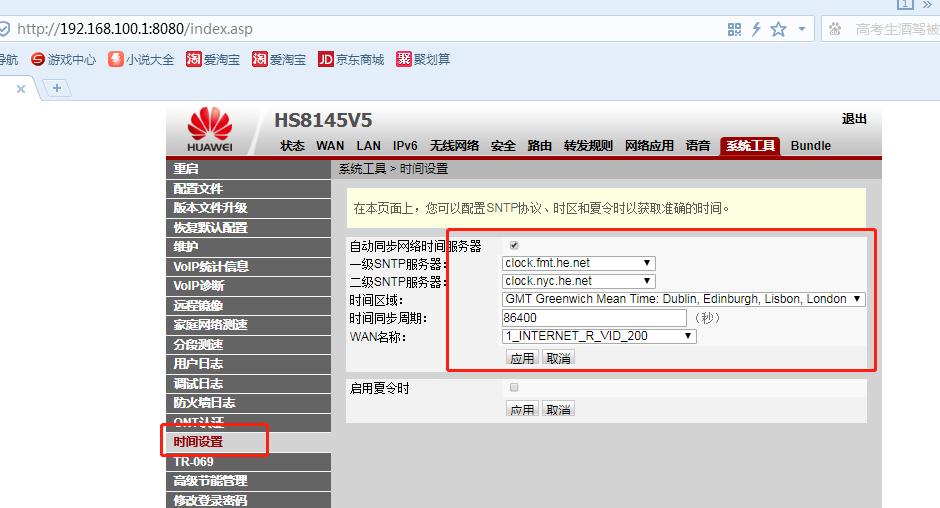 1
http://192.168.100.1:8080/index.asp
高考生酒驾被
导航 游戏中心 小说大全 淘 爱淘宝 淘 爱淘宝 JD 京东商城 聚 聚划算
HS8145V5
退出
HUAWEI
状态 WAN LAN IPv6 无线网络 安全 路由 转发规则 网络应用 语音 系统工具 Bundle
重启
配置文件
版本文件升级
恢复默认配置
维护
VoIP统计信息
VoIP诊断
远程镜像
家庭网络测速
分段测速
用户日志
调试日志
防火墙日志
ONT认证
时间设置
TR-069
高级节能管理
修改登录密码
系统工具 > 时间设置
在本页面上，您可以配置SNTP协议、时区和夏令时以获取准确的时间。
自动同步网络时间服务器
一级SNTP服务器： clock.fmt.he.net
二级SNTP服务器： clock.nyc.he.net
时间区域： GMT Greenwich Mean Time: Dublin, Edinburgh, Lisbon, London
时间同步周期： 86400 （秒）
WAN名称： 1_INTERNET_R_VID_200
应用 取消
启用夏令时
应用 取消